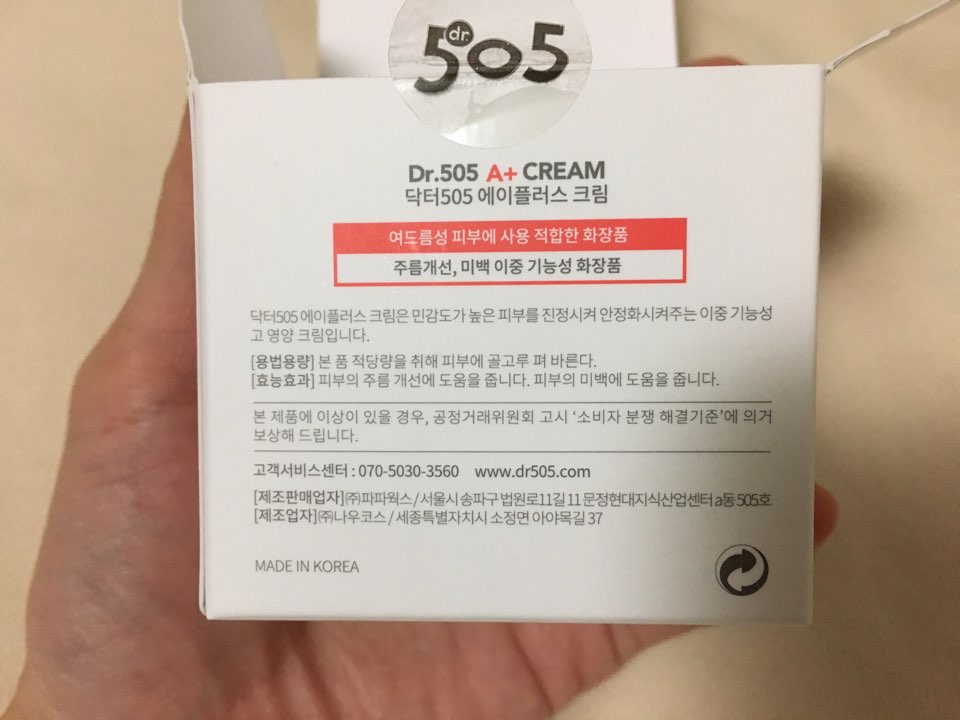 dr.
505
Dr.505 A+ CREAM
닥터505 에이플러스 크림
여드름성 피부에 사용 적합한 화장품
주름개선, 미백 이중 기능성 화장품
닥터505 에이플러스 크림은 민감도가 높은 피부를 진정시켜 안정화시켜주는 이중 기능성
고 영양 크림입니다.
[용법용량] 본 품 적당량을 취해 피부에 골고루 펴 바른다.
[효능효과] 피부의 주름 개선에 도움을 줍니다. 피부의 미백에 도움을 줍니다.
본 제품에 이상이 있을 경우, 공정거래위원회 고시 '소비자 분쟁 해결기준'에 의거
보상해 드립니다.
고객서비스센터 : 070-5030-3560 www.dr505.com
[제조판매업자]㈜파파웍스 / 서울시 송파구 법원로11길 11 문정현대지식산업센터 a동 505호
[제조업자]㈜나우코스 / 세종특별자치시 소정면 아야목길 37
MADE IN KOREA